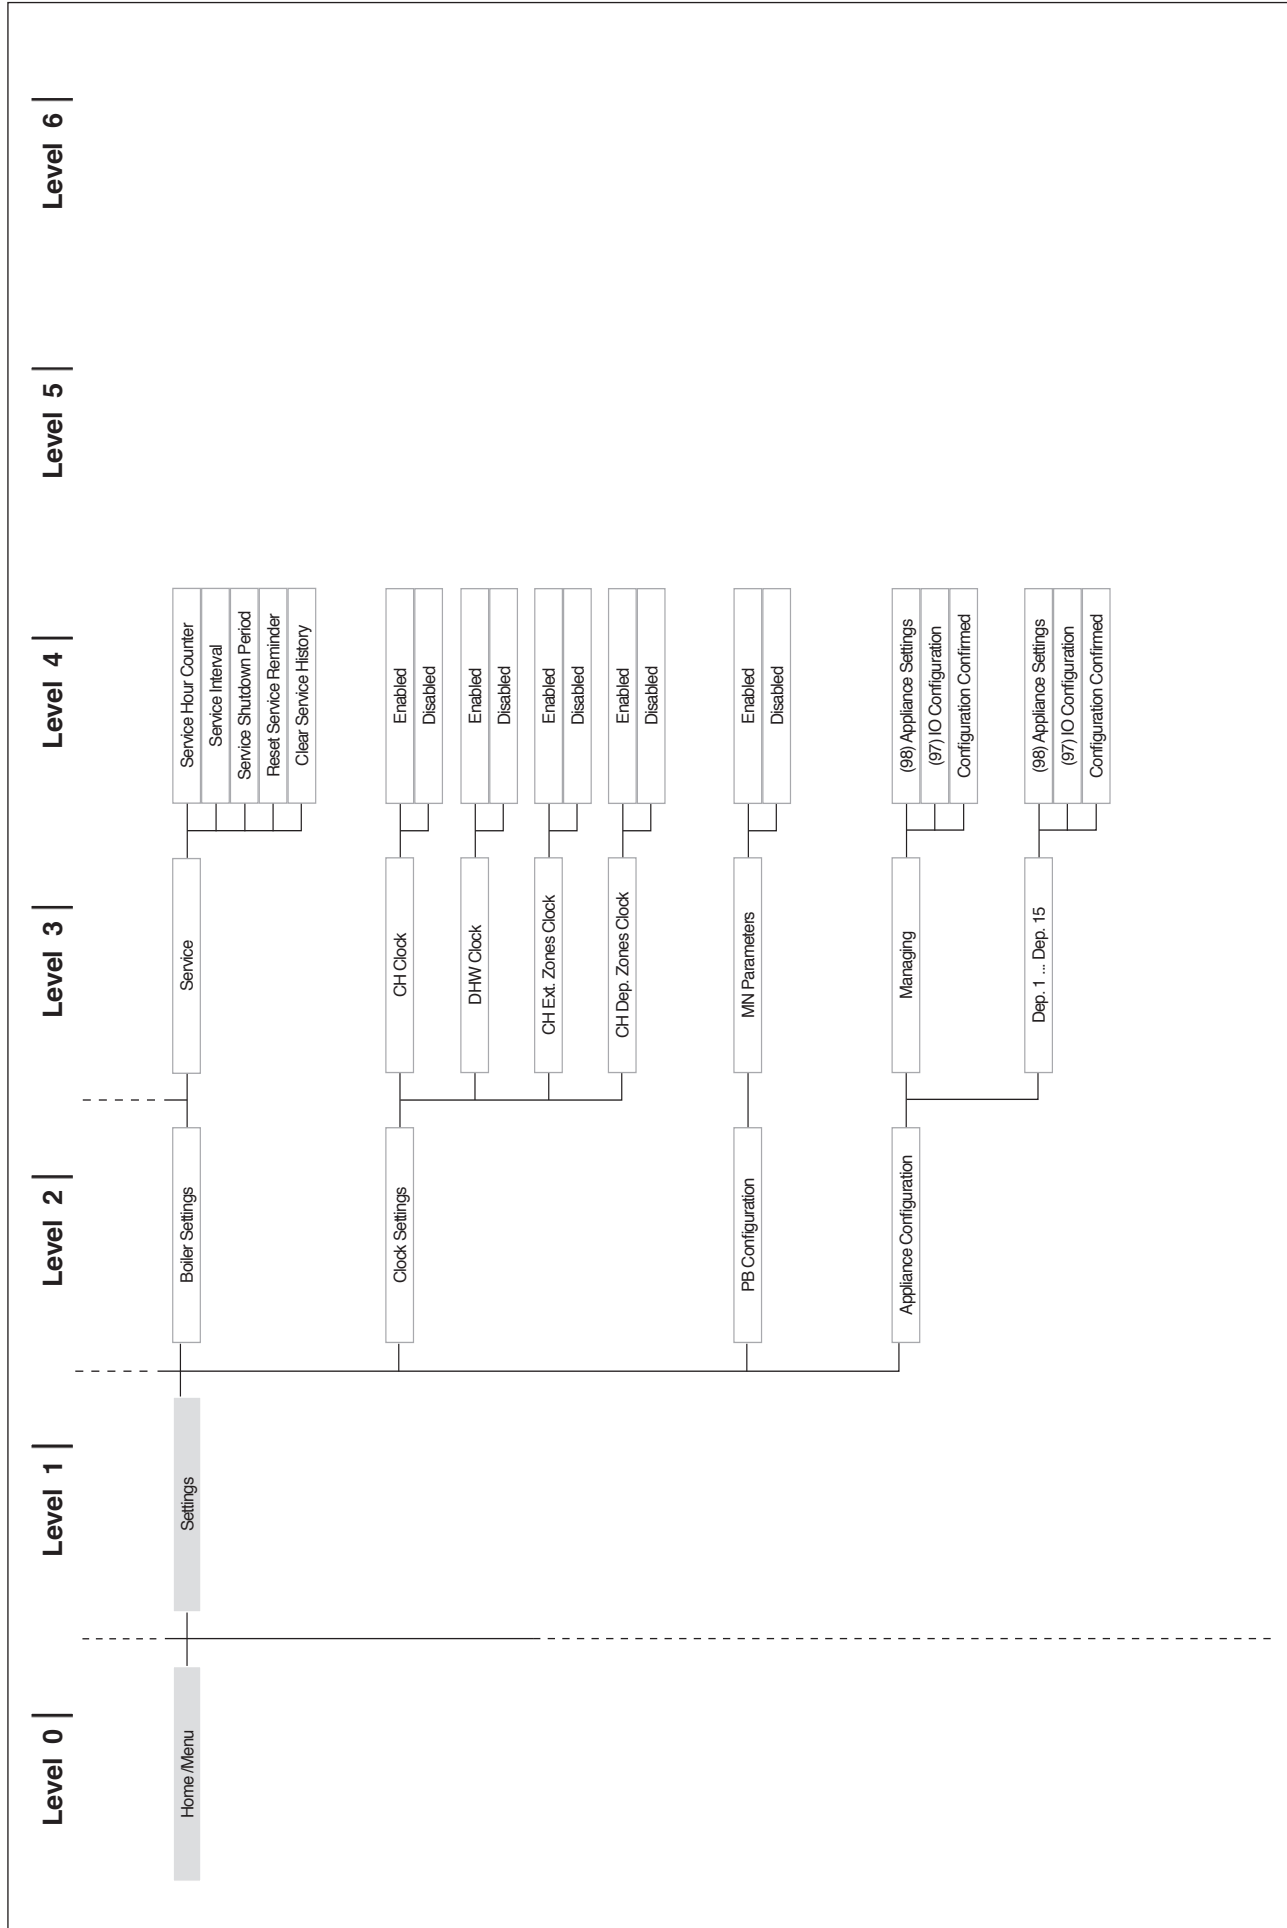 Level 0
Level 1
Level 2
Level 3
Level 4
Level 5
Level 6
Home /Menu
Settings
Boiler Settings
Service
Service Hour Counter
Service Interval
Service Shutdown Period
Reset Service Reminder
Clear Service History
Clock Settings
CH Clock
Enabled
Disabled
DHW Clock
Enabled
Disabled
CH Ext. Zones Clock
Enabled
Disabled
CH Dep. Zones Clock
Enabled
Disabled
PB Configuration
MN Parameters
Enabled
Disabled
Appliance Configuration
Managing
(98) Appliance Settings
(97) IO Configuration
Configuration Confirmed
Dep. 1 ... Dep. 15
(98) Appliance Settings
(97) IO Configuration
Configuration Confirmed